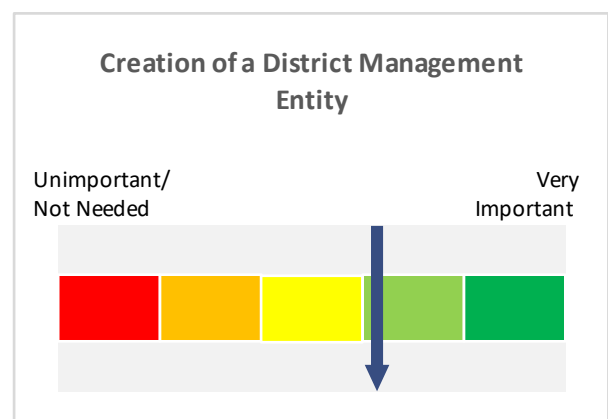 Creation of a District Management
Entity
Unimportant/
Not Needed
Very
Important